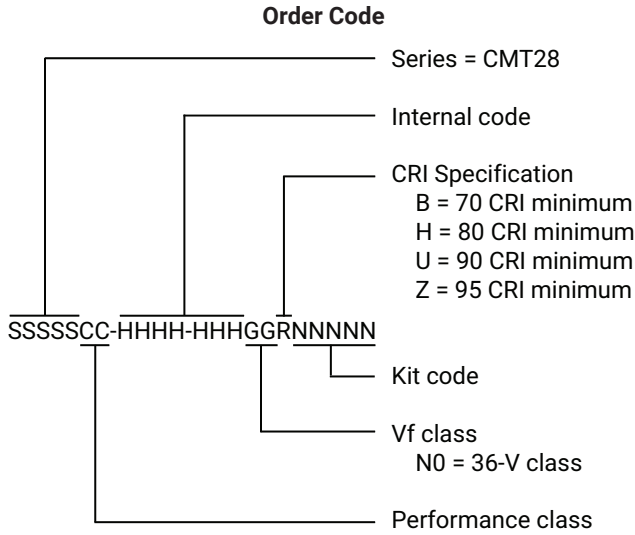 Order Code
Series = CMT28
Internal code
CRI Specification
B = 70 CRI minimum
H = 80 CRI minimum
U = 90 CRI minimum
Z = 95 CRI minimum
SSSSSCC-HHHH-HHHGGRNNNNN
Kit code
Vf class
N0 = 36-V class
Performance class